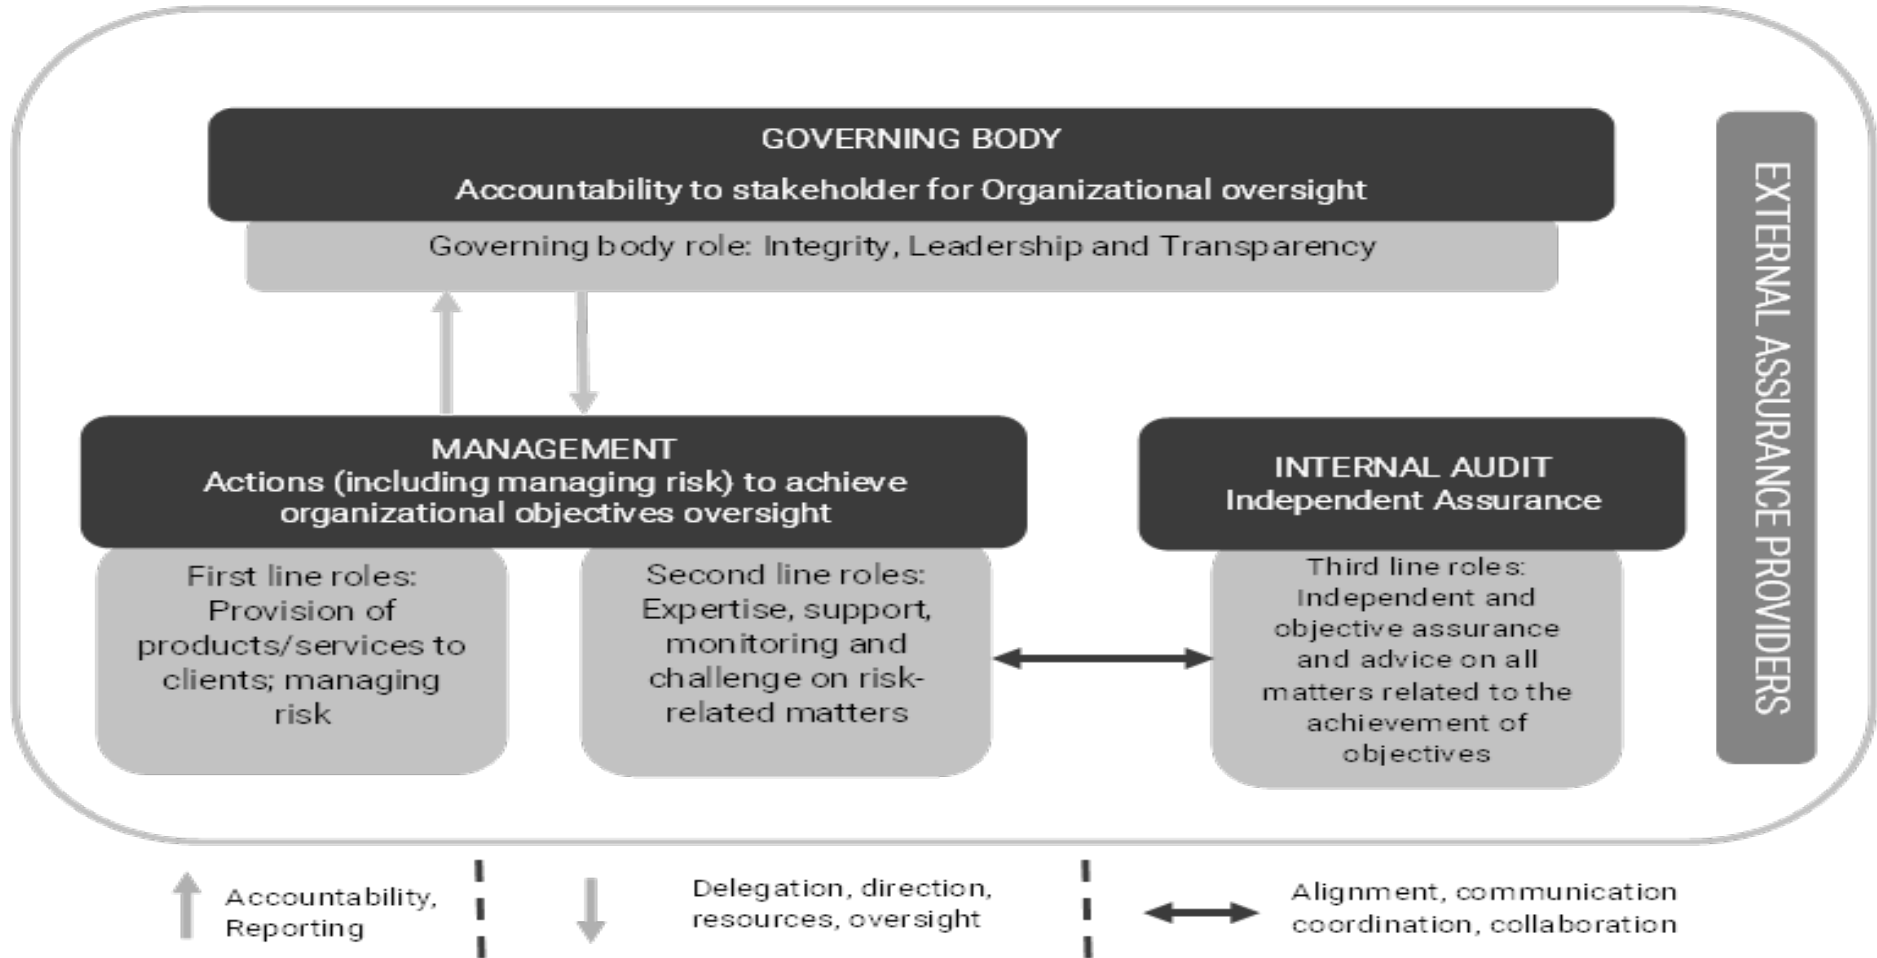 GOVERNING BODY
Accountability to stakeholder for Organizational oversight
Governing body role: Integrity, Leadership and Transparency
MANAGEMENT
Actions (including managing risk) to achieve
organizational objectives oversight
First line roles:
Provision of
products/services to
clients; managing
risk
Second line roles:
Expertise, support,
monitoring and
challenge on risk-
related matters
INTERNAL AUDIT
Independent Assurance
Third line roles:
Independent and
objective assurance
and advice on all
matters related to the
achievement of
objectives
EXTERNAL ASSURANCE PROVIDERS
Accountability,
Reporting
Delegation, direction,
resources, oversight
Alignment, communication
coordination, collaboration